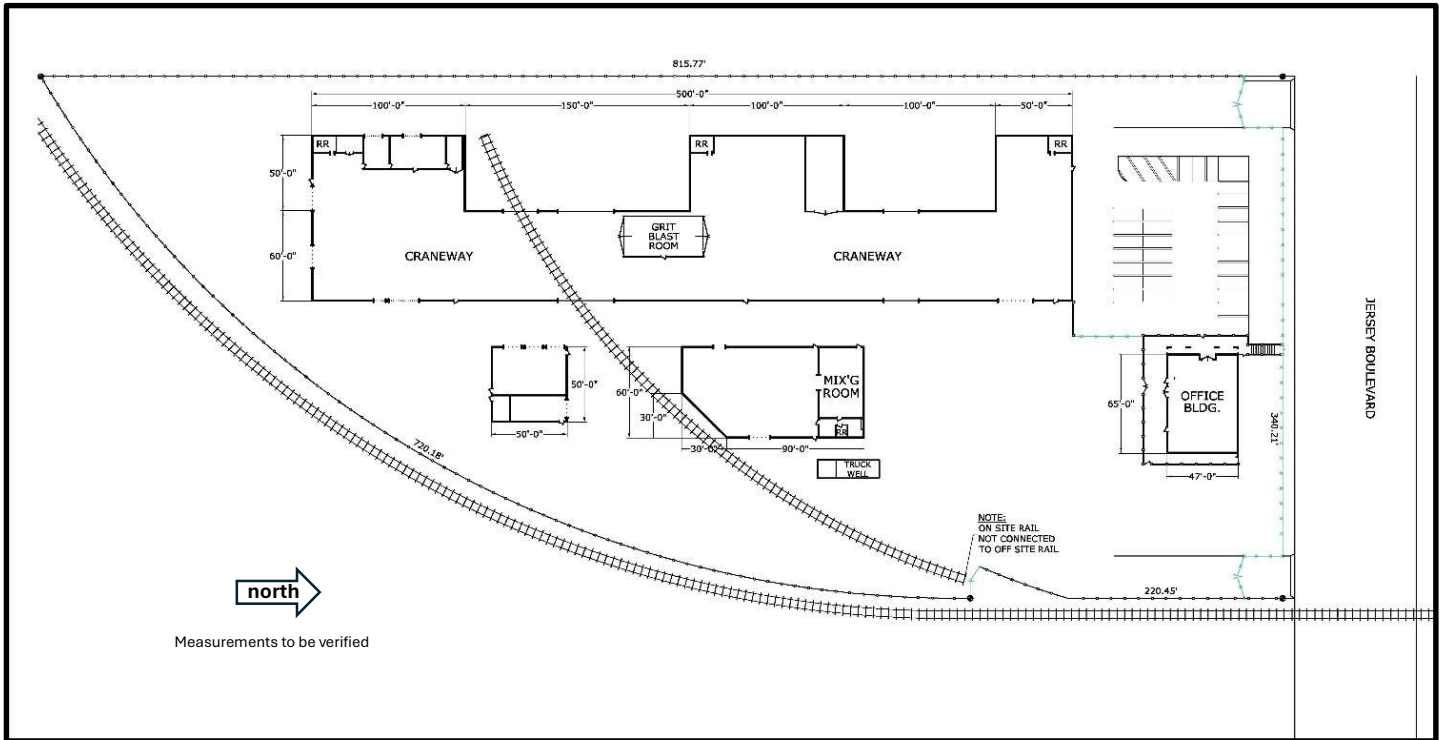 815.77'
500'-0"
100'-0"
150'-0"
100'-0"
100'-0"
50'-0"
RR
RR
RR
50'-0"
GRIT
BLAST
ROOM
60'-0"
CRANEWAY
CRANEWAY
JERSEY BOULEVARD
50'-0"
50'-0"
60'-0"
30'-0"
MIX'G
ROOM
RR
30'-0"
90'-0"
TRUCK
WELL
65'-0"
OFFICE
BLDG.
47'-0"
340.21'
720.18'
NOTE:
ON SITE RAIL
NOT CONNECTED
TO OFF SITE RAIL
220.45'
north
Measurements to be verified